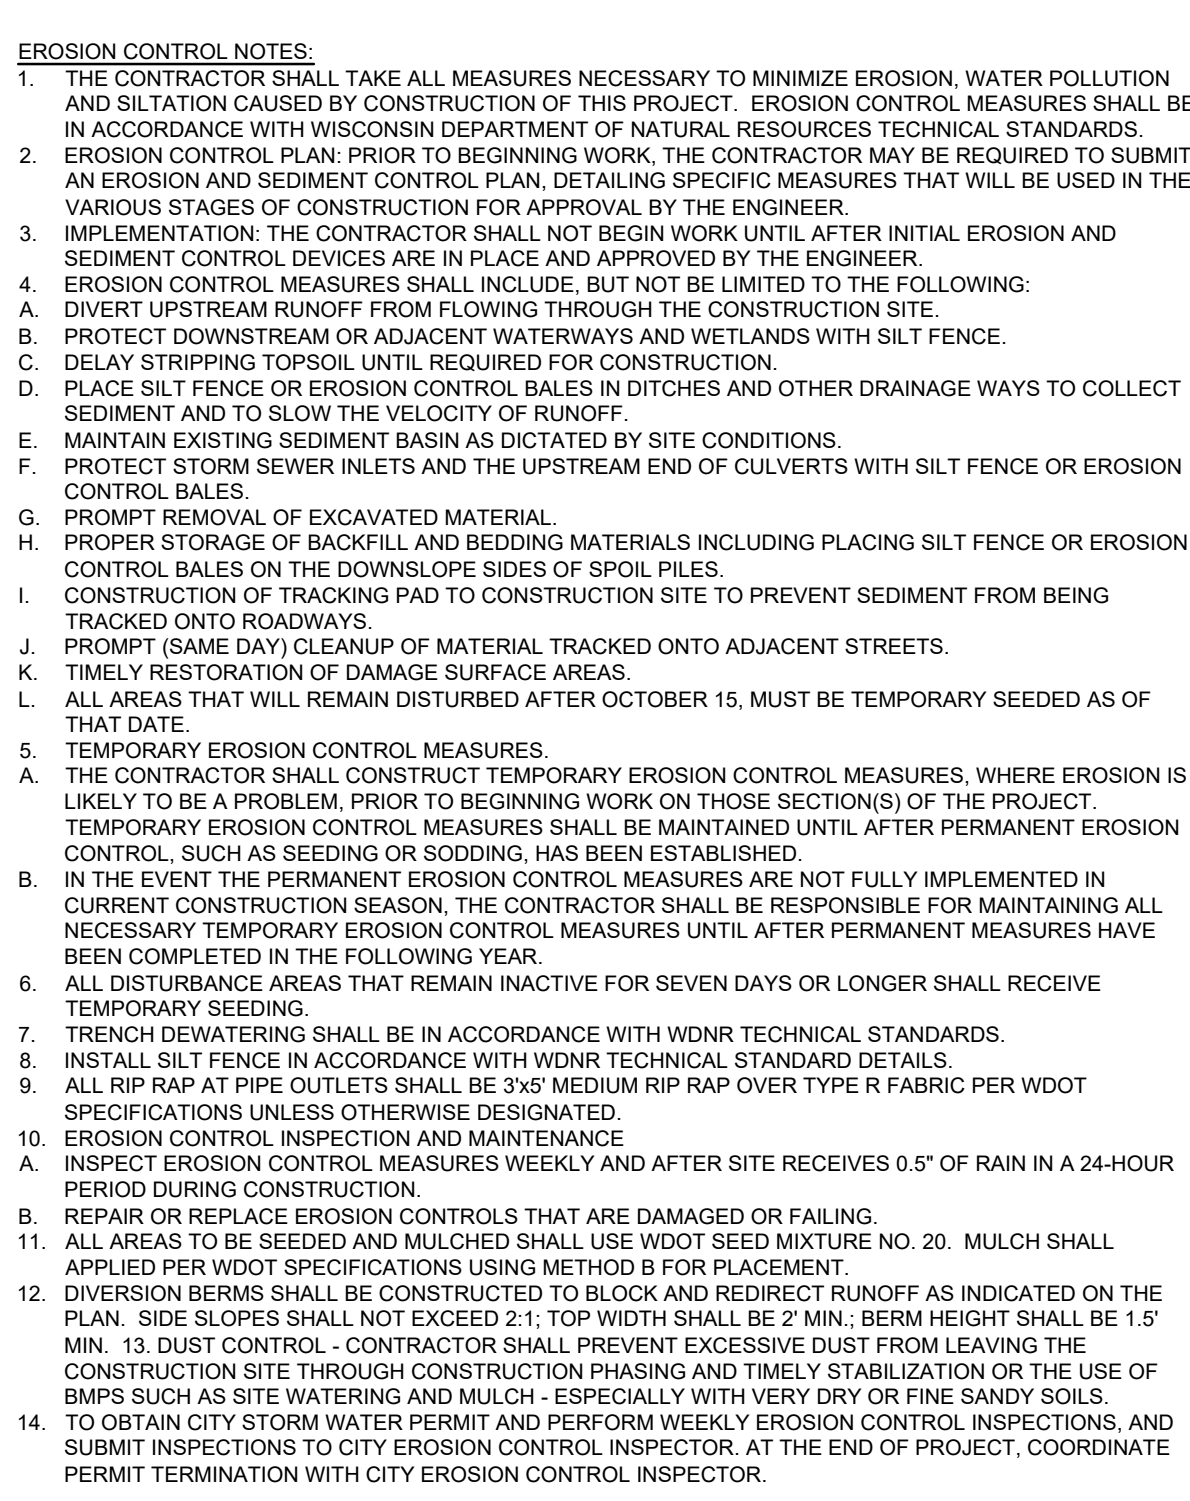 EROSION CONTROL NOTES:
1. THE CONTRACTOR SHALL TAKE ALL MEASURES NECESSARY TO MINIMIZE EROSION, WATER POLLUTION
AND SILTATION CAUSED BY CONSTRUCTION OF THIS PROJECT. EROSION CONTROL MEASURES SHALL BE
IN ACCORDANCE WITH WISCONSIN DEPARTMENT OF NATURAL RESOURCES TECHNICAL STANDARDS.
2. EROSION CONTROL PLAN: PRIOR TO BEGINNING WORK, THE CONTRACTOR MAY BE REQUIRED TO SUBMIT
AN EROSION AND SEDIMENT CONTROL PLAN, DETAILING SPECIFIC MEASURES THAT WILL BE USED IN THE
VARIOUS STAGES OF CONSTRUCTION FOR APPROVAL BY THE ENGINEER.
3. IMPLEMENTATION: THE CONTRACTOR SHALL NOT BEGIN WORK UNTIL AFTER INITIAL EROSION AND
SEDIMENT CONTROL DEVICES ARE IN PLACE AND APPROVED BY THE ENGINEER.
4. EROSION CONTROL MEASURES SHALL INCLUDE, BUT NOT BE LIMITED TO THE FOLLOWING:
A. DIVERT UPSTREAM RUNOFF FROM FLOWING THROUGH THE CONSTRUCTION SITE.
B. PROTECT DOWNSTREAM OR ADJACENT WATERWAYS AND WETLANDS WITH SILT FENCE.
C. DELAY STRIPPING TOPSOIL UNTIL REQUIRED FOR CONSTRUCTION.
D. PLACE SILT FENCE OR EROSION CONTROL BALES IN DITCHES AND OTHER DRAINAGE WAYS TO COLLECT
SEDIMENT AND TO SLOW THE VELOCITY OF RUNOFF.
E. MAINTAIN EXISTING SEDIMENT BASIN AS DICTATED BY SITE CONDITIONS.
F. PROTECT STORM SEWER INLETS AND THE UPSTREAM END OF CULVERTS WITH SILT FENCE OR EROSION
CONTROL BALES.
G. PROMPT REMOVAL OF EXCAVATED MATERIAL.
H. PROPER STORAGE OF BACKFILL AND BEDDING MATERIALS INCLUDING PLACING SILT FENCE OR EROSION
CONTROL BALES ON THE DOWNSLOPE SIDES OF SPOIL PILES.
I. CONSTRUCTION OF TRACKING PAD TO CONSTRUCTION SITE TO PREVENT SEDIMENT FROM BEING
TRACKED ONTO ROADWAYS.
J. PROMPT (SAME DAY) CLEANUP OF MATERIAL TRACKED ONTO ADJACENT STREETS.
K. TIMELY RESTORATION OF DAMAGE SURFACE AREAS.
L. ALL AREAS THAT WILL REMAIN DISTURBED AFTER OCTOBER 15, MUST BE TEMPORARY SEEDED AS OF
THAT DATE.
5. TEMPORARY EROSION CONTROL MEASURES.
A. THE CONTRACTOR SHALL CONSTRUCT TEMPORARY EROSION CONTROL MEASURES, WHERE EROSION IS
LIKELY TO BE A PROBLEM, PRIOR TO BEGINNING WORK ON THOSE SECTION(S) OF THE PROJECT.
TEMPORARY EROSION CONTROL MEASURES SHALL BE MAINTAINED UNTIL AFTER PERMANENT EROSION
CONTROL, SUCH AS SEEDING OR SODDING, HAS BEEN ESTABLISHED.
B. IN THE EVENT THE PERMANENT EROSION CONTROL MEASURES ARE NOT FULLY IMPLEMENTED IN
CURRENT CONSTRUCTION SEASON, THE CONTRACTOR SHALL BE RESPONSIBLE FOR MAINTAINING ALL
NECESSARY TEMPORARY EROSION CONTROL MEASURES UNTIL AFTER PERMANENT MEASURES HAVE
BEEN COMPLETED IN THE FOLLOWING YEAR.
6. ALL DISTURBANCE AREAS THAT REMAIN INACTIVE FOR SEVEN DAYS OR LONGER SHALL RECEIVE
TEMPORARY SEEDING.
7. TRENCH DEWATERING SHALL BE IN ACCORDANCE WITH WDNR TECHNICAL STANDARDS.
8. INSTALL SILT FENCE IN ACCORDANCE WITH WDNR TECHNICAL STANDARD DETAILS.
9. ALL RIP RAP AT PIPE OUTLETS SHALL BE 3'x5' MEDIUM RIP RAP OVER TYPE R FABRIC PER WDOT
SPECIFICATIONS UNLESS OTHERWISE DESIGNATED.
10. EROSION CONTROL INSPECTION AND MAINTENANCE
A. INSPECT EROSION CONTROL MEASURES WEEKLY AND AFTER SITE RECEIVES 0.5" OF RAIN IN A 24-HOUR
PERIOD DURING CONSTRUCTION.
B. REPAIR OR REPLACE EROSION CONTROLS THAT ARE DAMAGED OR FAILING.
11. ALL AREAS TO BE SEEDED AND MULCHED SHALL USE WDOT SEED MIXTURE NO. 20. MULCH SHALL
APPLIED PER WDOT SPECIFICATIONS USING METHOD B FOR PLACEMENT.
12. DIVERSION BERMS SHALL BE CONSTRUCTED TO BLOCK AND REDIRECT RUNOFF AS INDICATED ON THE
PLAN. SIDE SLOPES SHALL NOT EXCEED 2:1; TOP WIDTH SHALL BE 2' MIN.; BERM HEIGHT SHALL BE 1.5'
MIN. 13. DUST CONTROL - CONTRACTOR SHALL PREVENT EXCESSIVE DUST FROM LEAVING THE
CONSTRUCTION SITE THROUGH CONSTRUCTION PHASING AND TIMELY STABILIZATION OR THE USE OF
BMPS SUCH AS SITE WATERING AND MULCH - ESPECIALLY WITH VERY DRY OR FINE SANDY SOILS.
14. TO OBTAIN CITY STORM WATER PERMIT AND PERFORM WEEKLY EROSION CONTROL INSPECTIONS, AND
SUBMIT INSPECTIONS TO CITY EROSION CONTROL INSPECTOR. AT THE END OF PROJECT, COORDINATE
PERMIT TERMINATION WITH CITY EROSION CONTROL INSPECTOR.